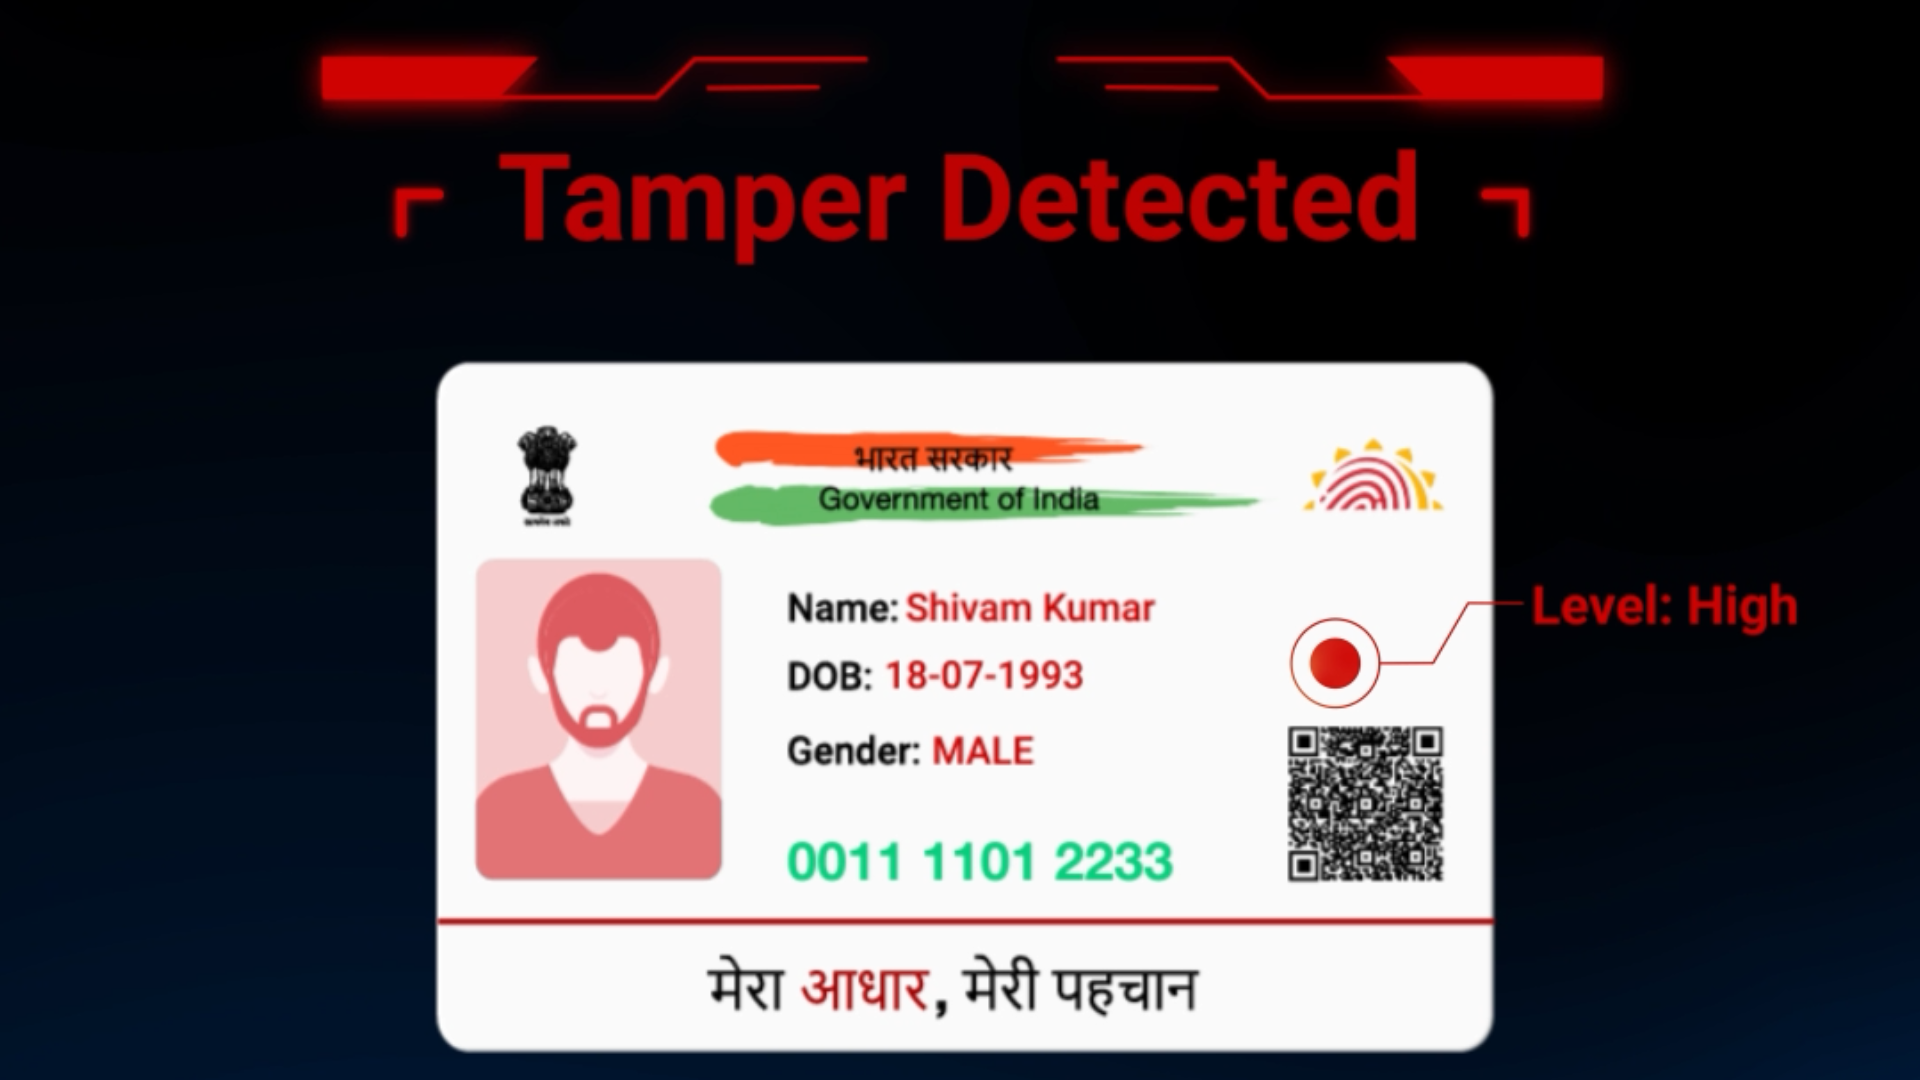 Tamper Detected
भारत सरकार
Government of India
Name: Shivam Kumar
Level: High
DOB: 18-07-1993
Gender: MALE
0011 1101 2233
मेरा आधार, मेरी पहचान